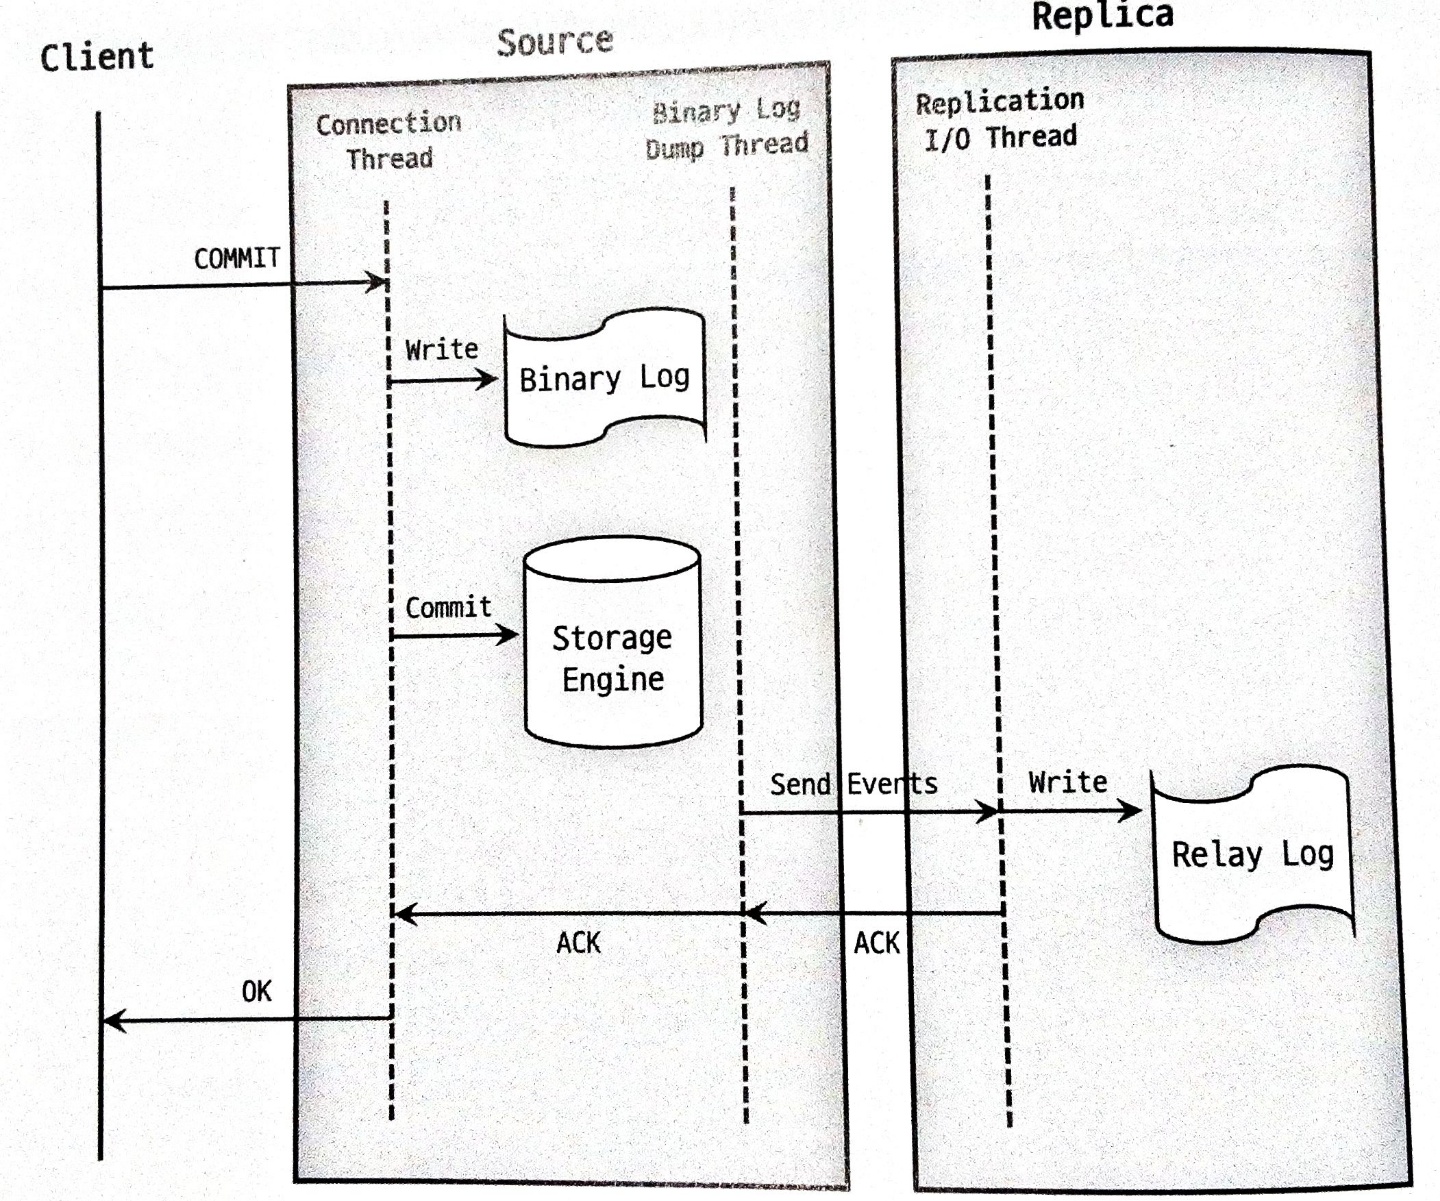 Client
Source
Replica
Connection
Thread
Binary Log
Dump Thread
Replication
I/O Thread
COMMIT
Write
Binary Log
Commit
Storage
Engine
Send Events
Write
Relay Log
ACK
ACK
OK